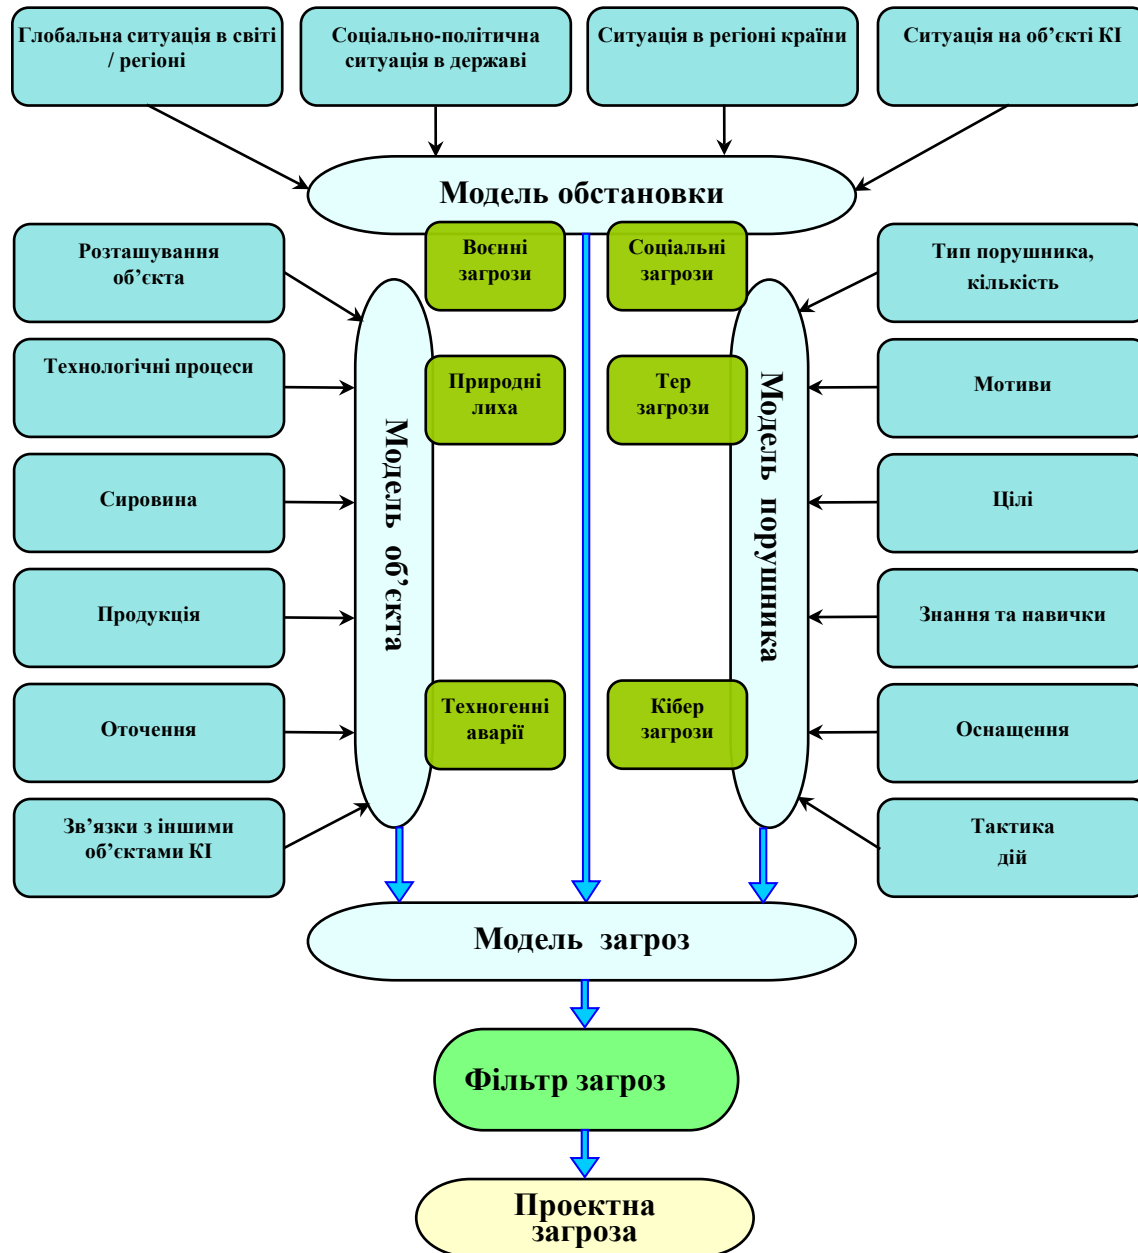 Глобальна ситуація в світі
/ регіоні
Соціально-політична
ситуація в державі
Ситуація в регіоні країни
Ситуація на об’єкті КІ
Модель обстановки
Розташування
об’єкта
Технологічні процеси
Сировина
Продукція
Оточення
Зв’язки з іншими
об’єктами КІ
Модель об’єкта
Воєнні
загрози
Природні
лиха
Техногенні
аварії
Соціальні
загрози
Тер
загрози
Кібер
загрози
Модель порушника
Тип порушника,
кількість
Мотиви
Цілі
Знання та навички
Оснащення
Тактика
дій
Модель загроз
Фільтр загроз
Проектна
загроза